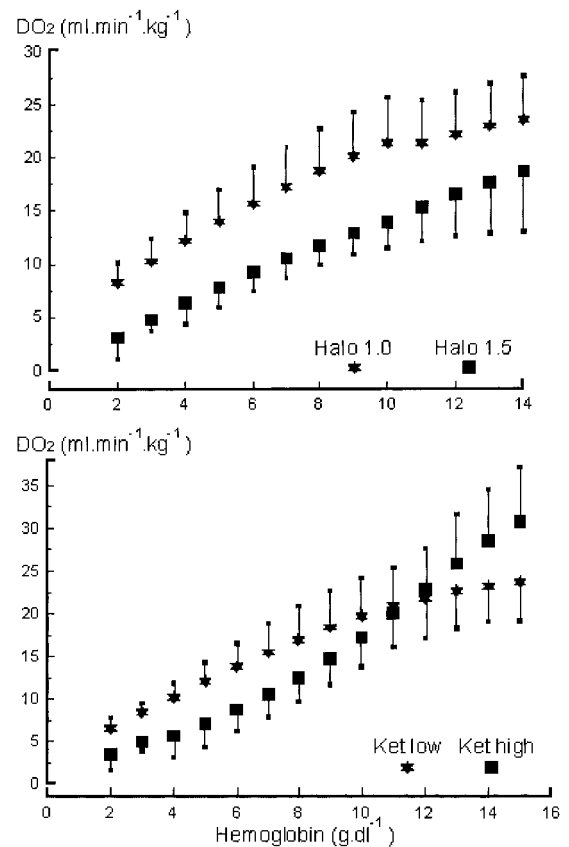 DO₂ (ml.min⁻¹.kg⁻¹)
30
25
20
15
10
5
0
Halo 1.0 Halo 1.5
0 2 4 6 8 10 12 14
DO₂ (ml.min⁻¹.kg⁻¹)
35
30
25
20
15
10
5
0
Ket low Ket high
0 2 4 6 8 10 12 14 16
Hemoglobin (g.dl⁻¹)